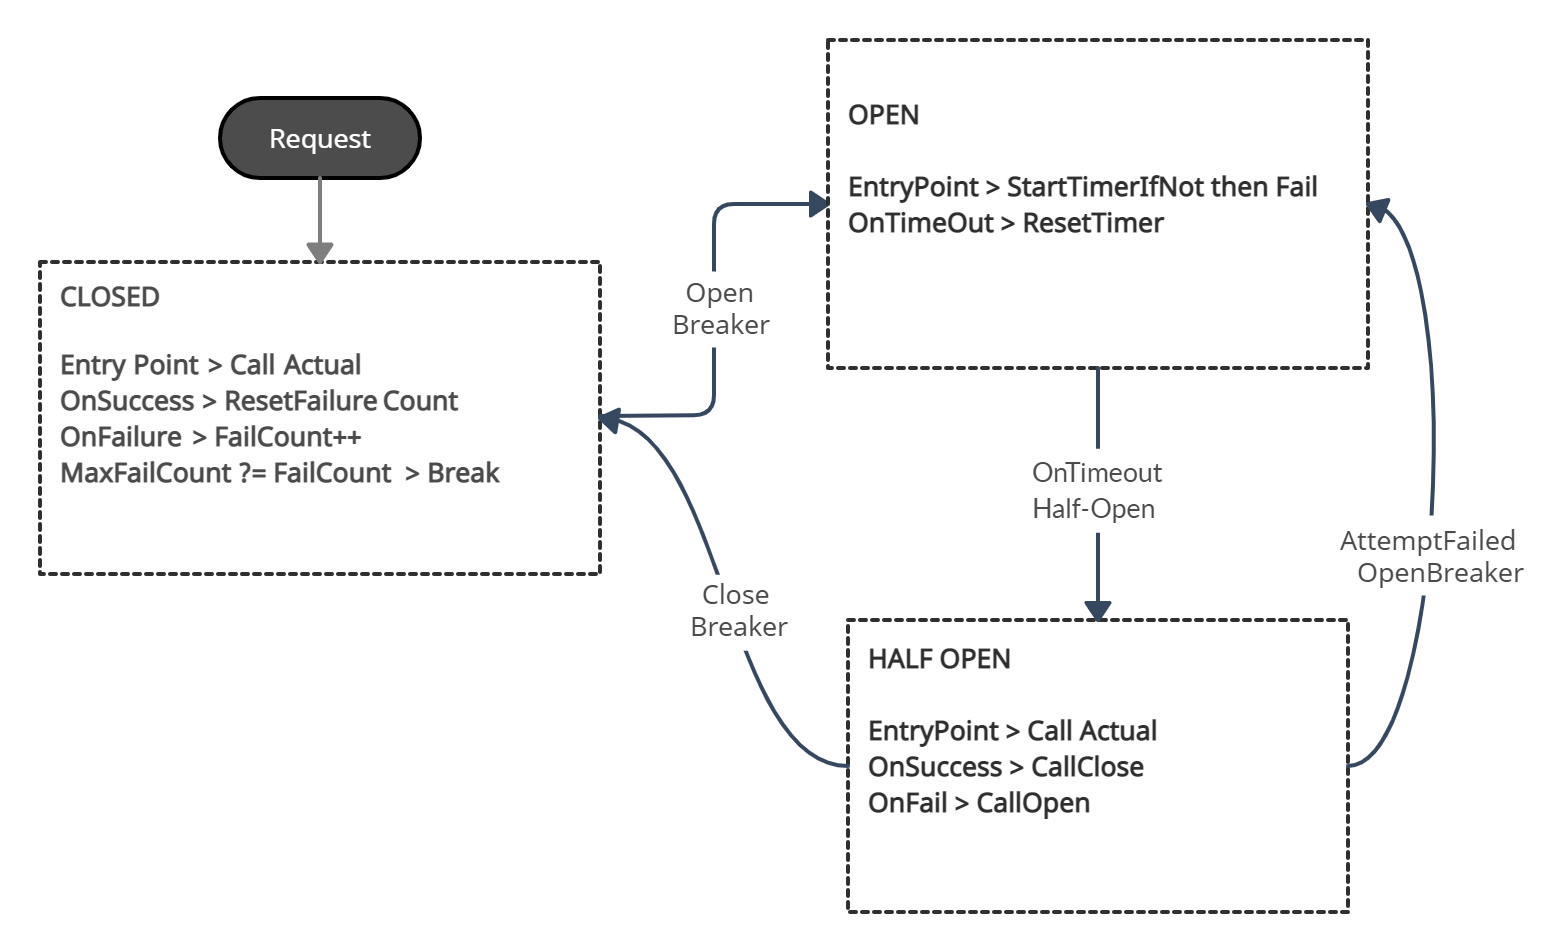 Request
CLOSED
Entry Point > Call Actual
OnSuccess > ResetFailure Count
OnFailure > FailCount++
MaxFailCount ?= FailCount > Break
Open
Breaker
OPEN
EntryPoint > StartTimerIfNot then Fail
OnTimeOut > ResetTimer
OnTimeout
Half-Open
AttemptFailed
OpenBreaker
Close
Breaker
HALF OPEN
EntryPoint > Call Actual
OnSuccess > CallClose
OnFail > CallOpen